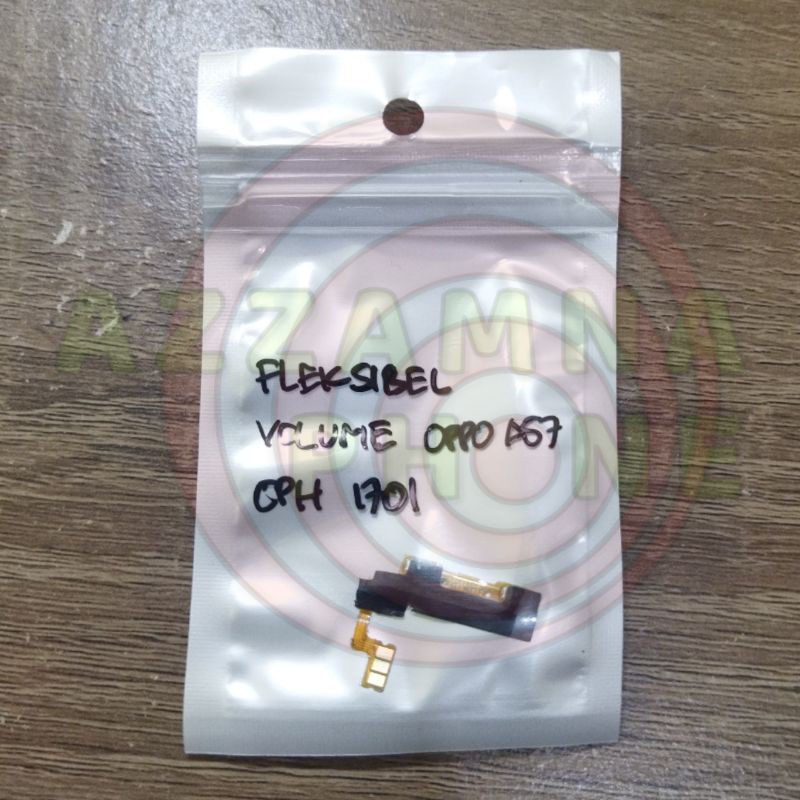 AZZAMNA
PHONE
FLEKSIBEL
VOLUME OPPO A57
CPH 1701